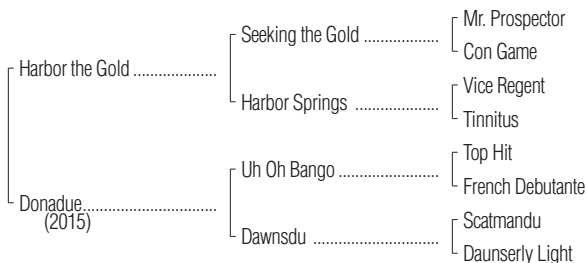 Mr. Prospector
Seeking the Gold ..................
Con Game
Harbor the Gold ....................
Vice Regent
Harbor Springs ....................
Tinnitus
Top Hit
Uh Oh Bango .......................
French Debutante
Donadue................................
(2015)
Scatmandu
Dawnsdu .............................
Daunserly Light